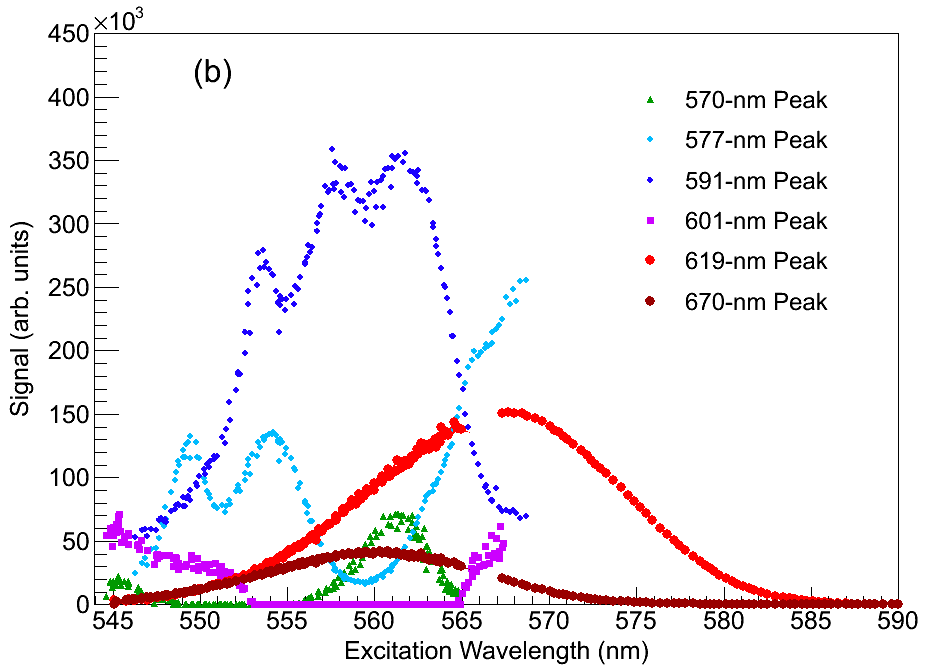 ×10³
450
400
350
300
250
200
150
100
50
0
(b)
570-nm Peak
577-nm Peak
591-nm Peak
601-nm Peak
619-nm Peak
670-nm Peak
Signal (arb. units)
545 550 555 560 565 570 575 580 585 590
Excitation Wavelength (nm)